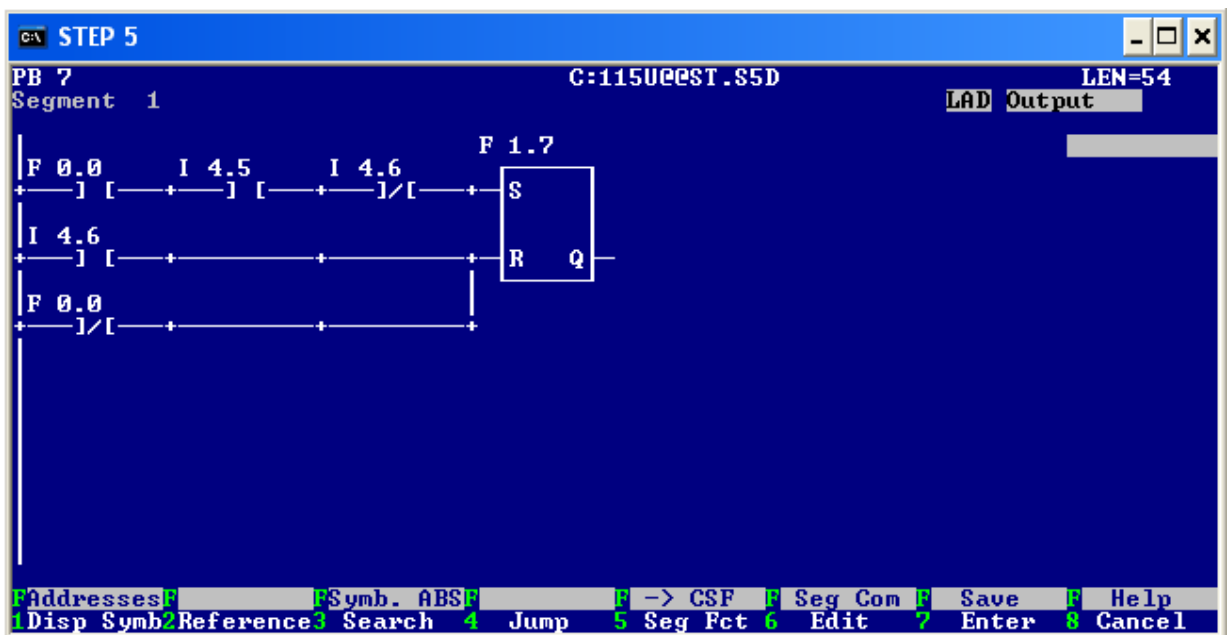 C:\ STEP 5
PB 7 C:115U@@ST.S5D LEN=54
Segment 1 LAD Output
F 1.7
F 0.0 I 4.5 I 4.6
] [ ] [ ]/[ S
I 4.6
] [ R Q
F 0.0
]/[
F Addresses F F Symb. ABS F F -> CSF F Seg Com F Save F Help
1 Disp Symb 2 Reference 3 Search 4 Jump 5 Seg Fct 6 Edit 7 Enter 8 Cancel